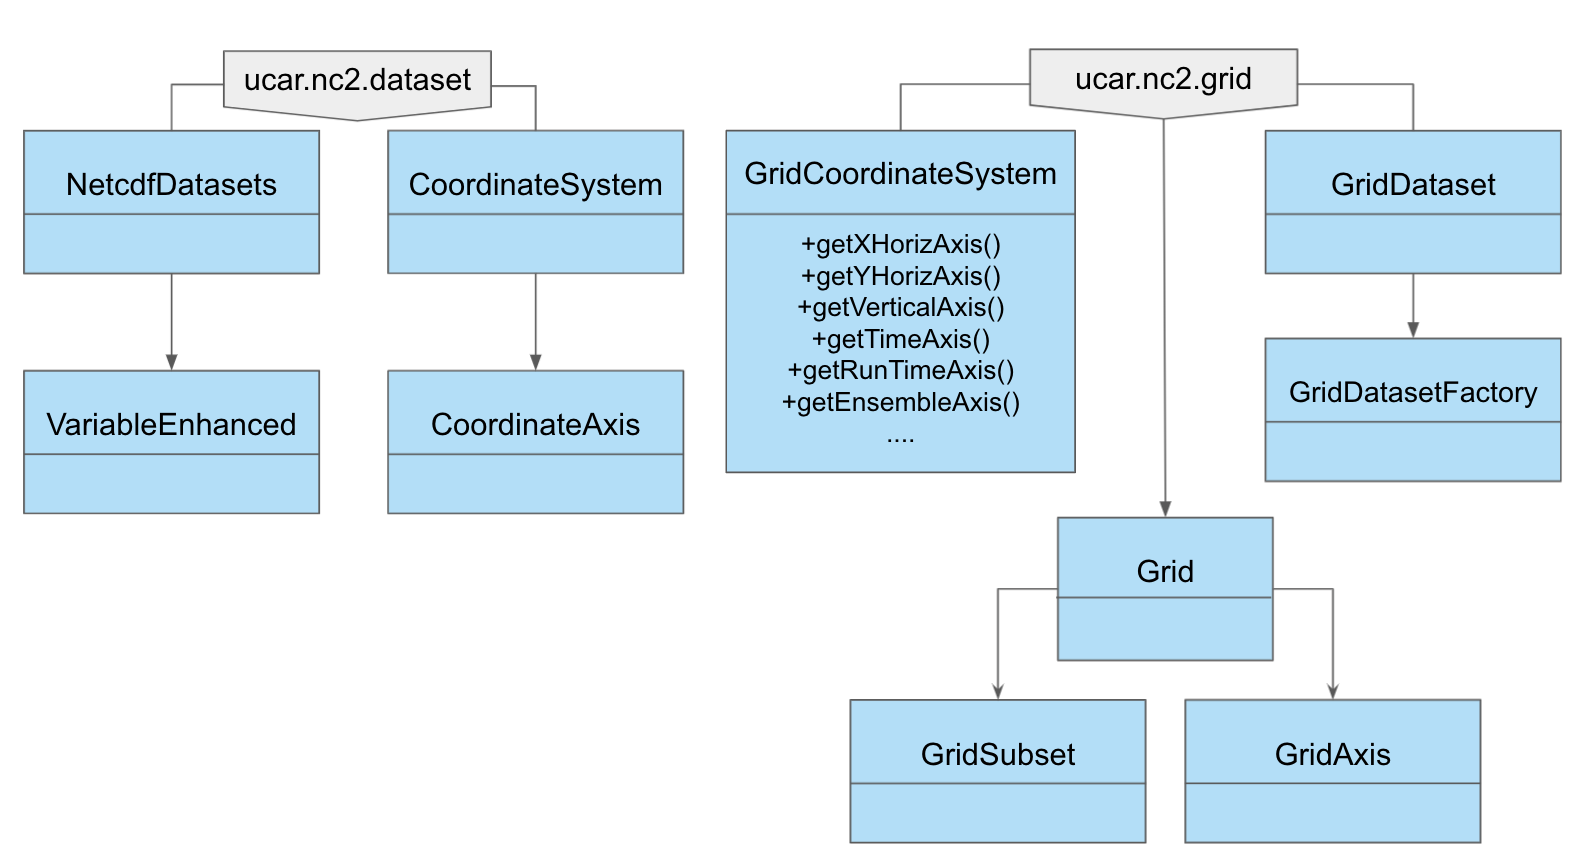 ucar.nc2.dataset
NetcdfDatasets
CoordinateSystem
VariableEnhanced
CoordinateAxis
ucar.nc2.grid
GridCoordinateSystem
+getXHorizAxis()
+getYHorizAxis()
+getVerticalAxis()
+getTimeAxis()
+getRunTimeAxis()
+getEnsembleAxis()
....
GridDataset
GridDatasetFactory
Grid
GridSubset
GridAxis